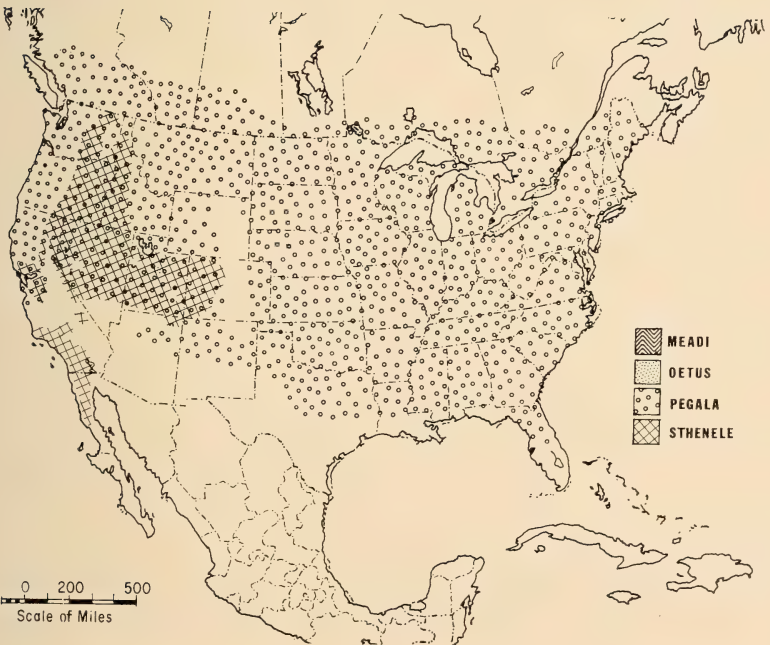 MEADI
OETUS
PEGALA
STHENELE
0 200 500
Scale of Miles